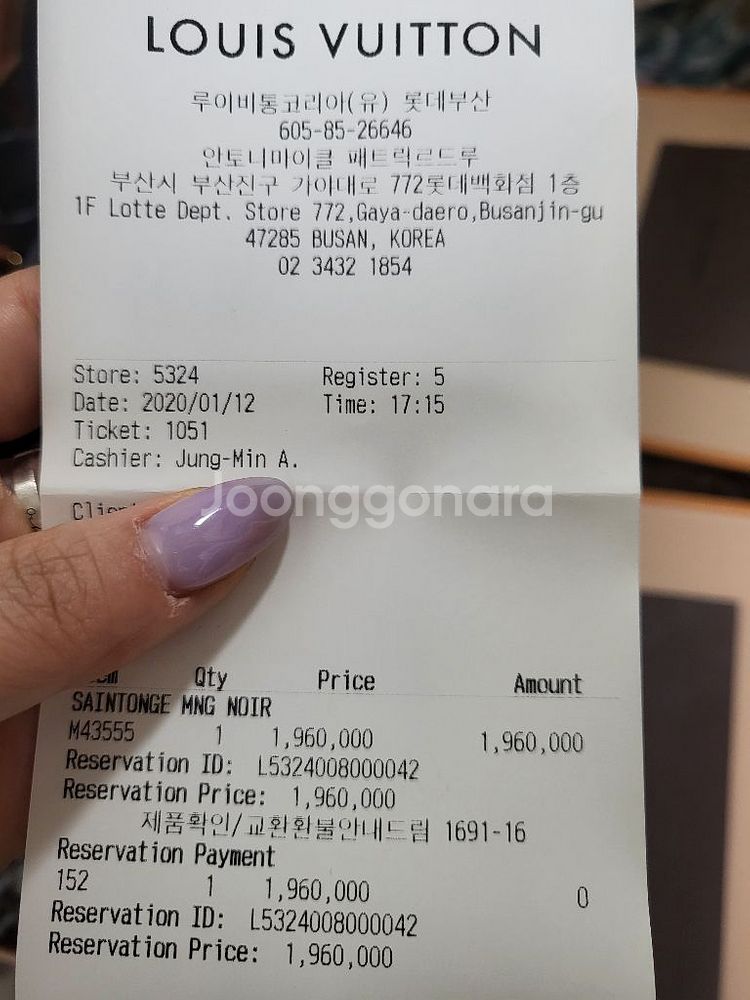 LOUIS VUITTON
루이비통코리아(유) 롯데부산
605-85-26646
안토니마이클 패트릭르드루
부산시 부산진구 가야대로 772롯데백화점 1층
1F Lotte Dept. Store 772,Gaya-daero,Busanjin-gu
47285 BUSAN, KOREA
02 3432 1854
Store: 5324 Register: 5
Date: 2020/01/12 Time: 17:15
Ticket: 1051
Cashier: Jung-Min A.
Joonggonara
Qty Price Amount
SAINTONGE MNG NOIR
M43555 1 1,960,000 1,960,000
Reservation ID: L5324008000042
Reservation Price: 1,960,000
제품확인/교환환불안내드림 1691-16
Reservation Payment
152 1 1,960,000 0
Reservation ID: L5324008000042
Reservation Price: 1,960,000